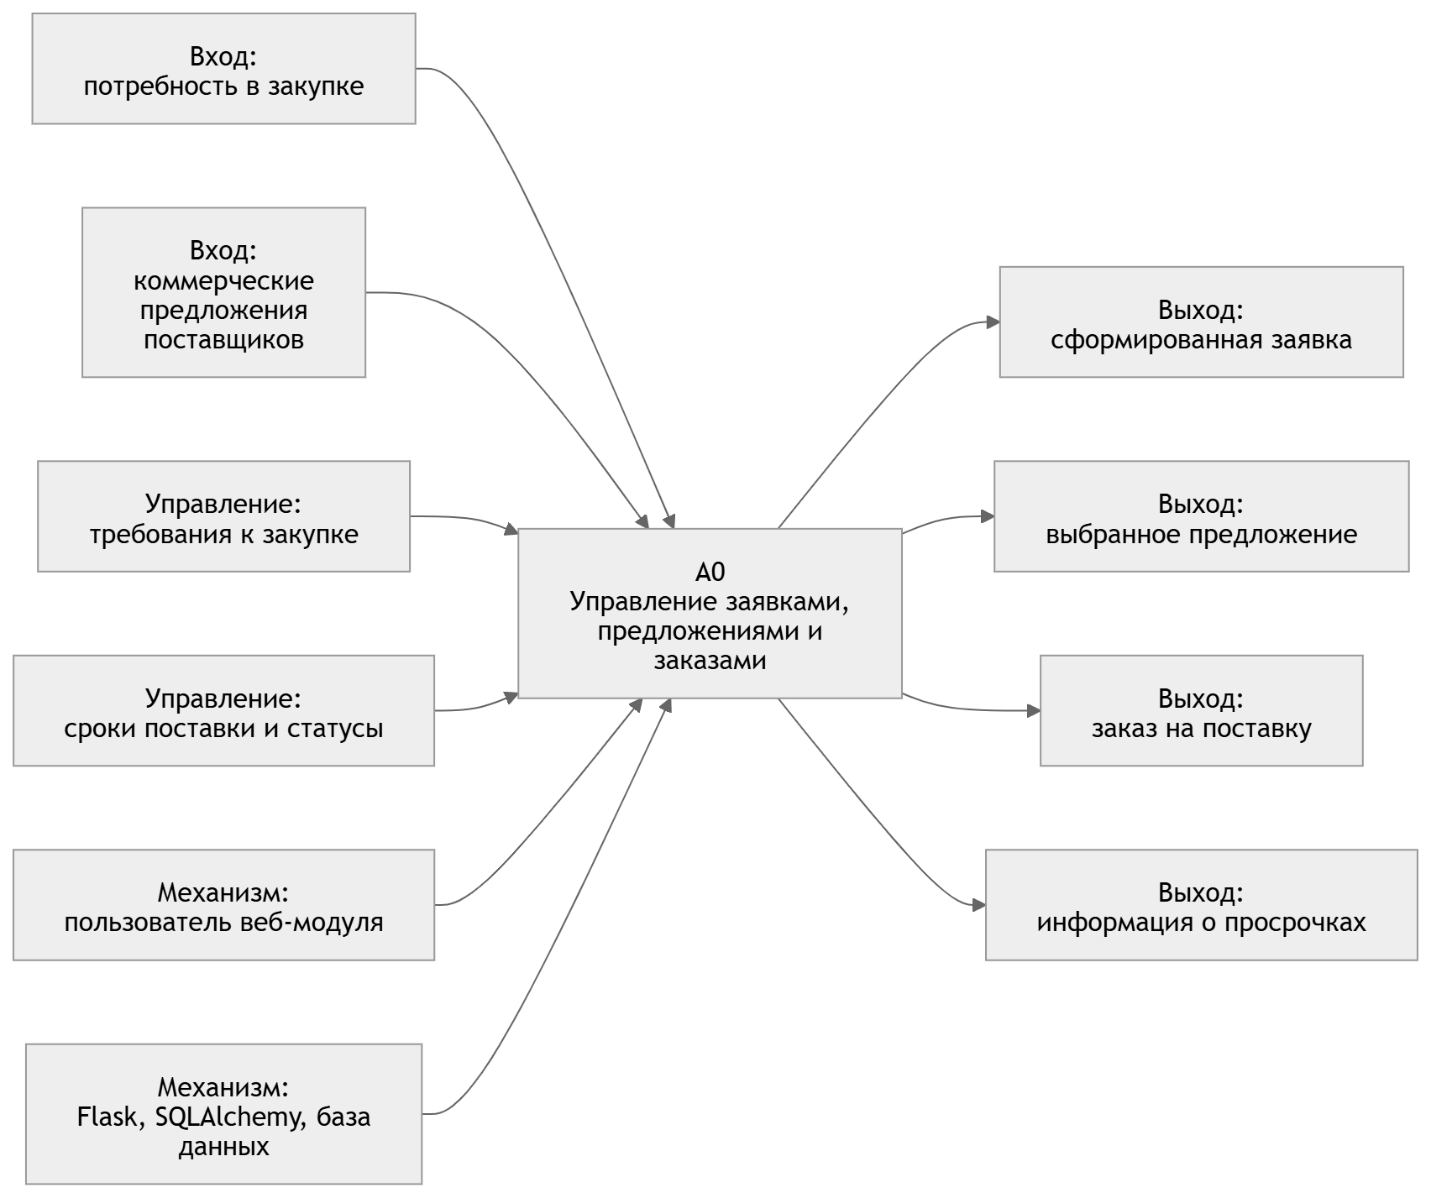 Вход:
потребность в закупке
Вход:
коммерческие
предложения
поставщиков
Управление:
требования к закупке
Управление:
сроки поставки и статусы
Механизм:
пользователь веб-модуля
Механизм:
Flask, SQLAlchemy, база
данных
А0
Управление заявками,
предложениями и
заказами
Выход:
сформированная заявка
Выход:
выбранное предложение
Выход:
заказ на поставку
Выход:
информация о просрочках